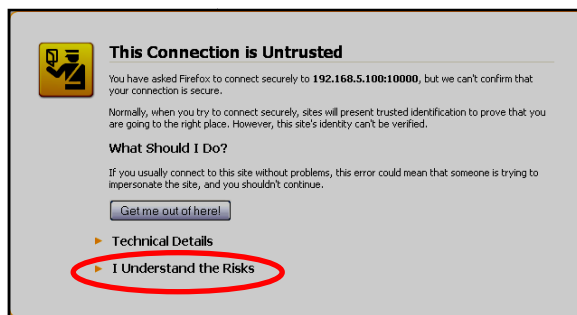 This Connection is Untrusted
You have asked Firefox to connect securely to 192.168.5.100:10000, but we can't confirm that
your connection is secure.
Normally, when you try to connect securely, sites will present trusted identification to prove that you
are going to the right place. However, this site's identity can't be verified.
What Should I Do?
If you usually connect to this site without problems, this error could mean that someone is trying to
impersonate the site, and you shouldn't continue.
Get me out of here!
Technical Details
I Understand the Risks